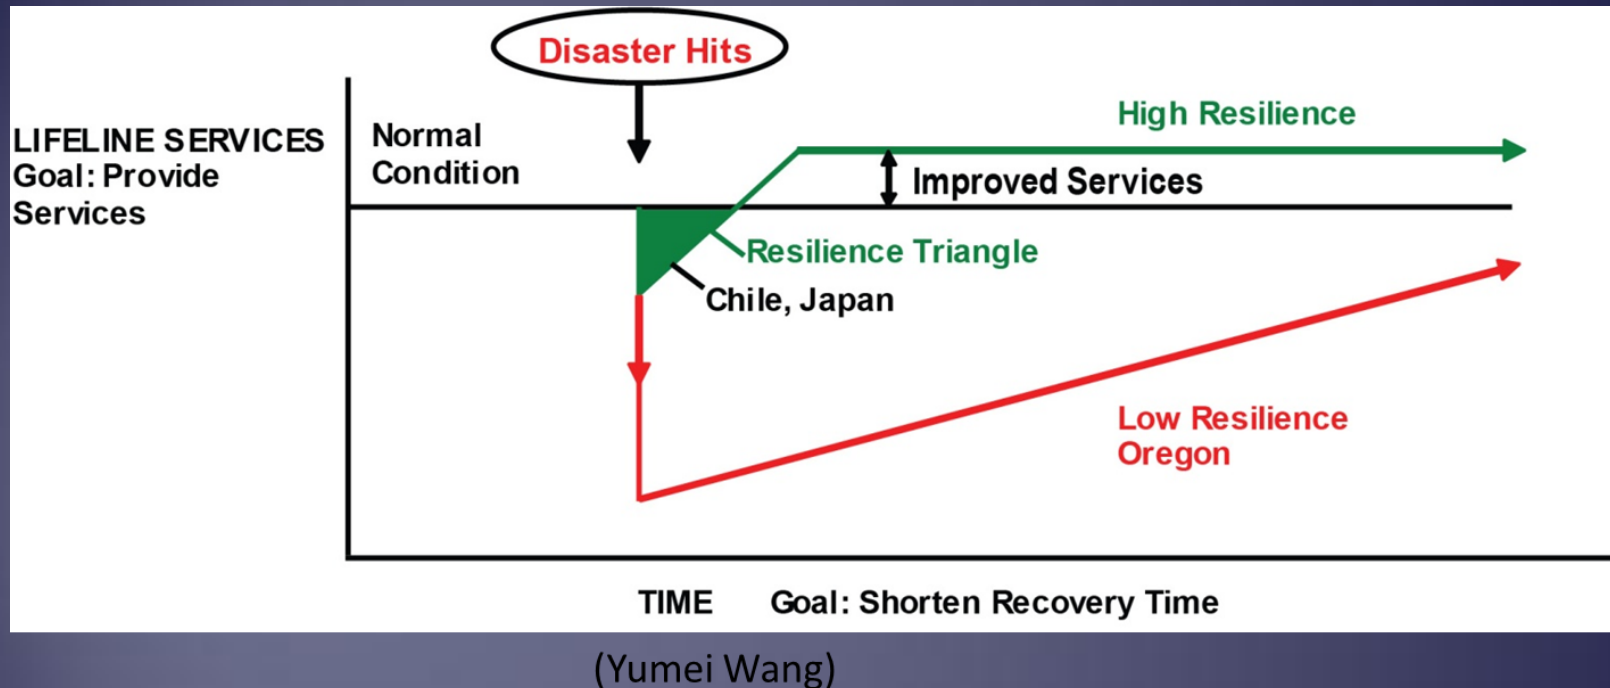 Disaster Hits
LIFELINE SERVICES
Goal: Provide
Services
Normal
Condition
High Resilience
Improved Services
Resilience Triangle
Chile, Japan
Low Resilience
Oregon
TIME Goal: Shorten Recovery Time
(Yumei Wang)